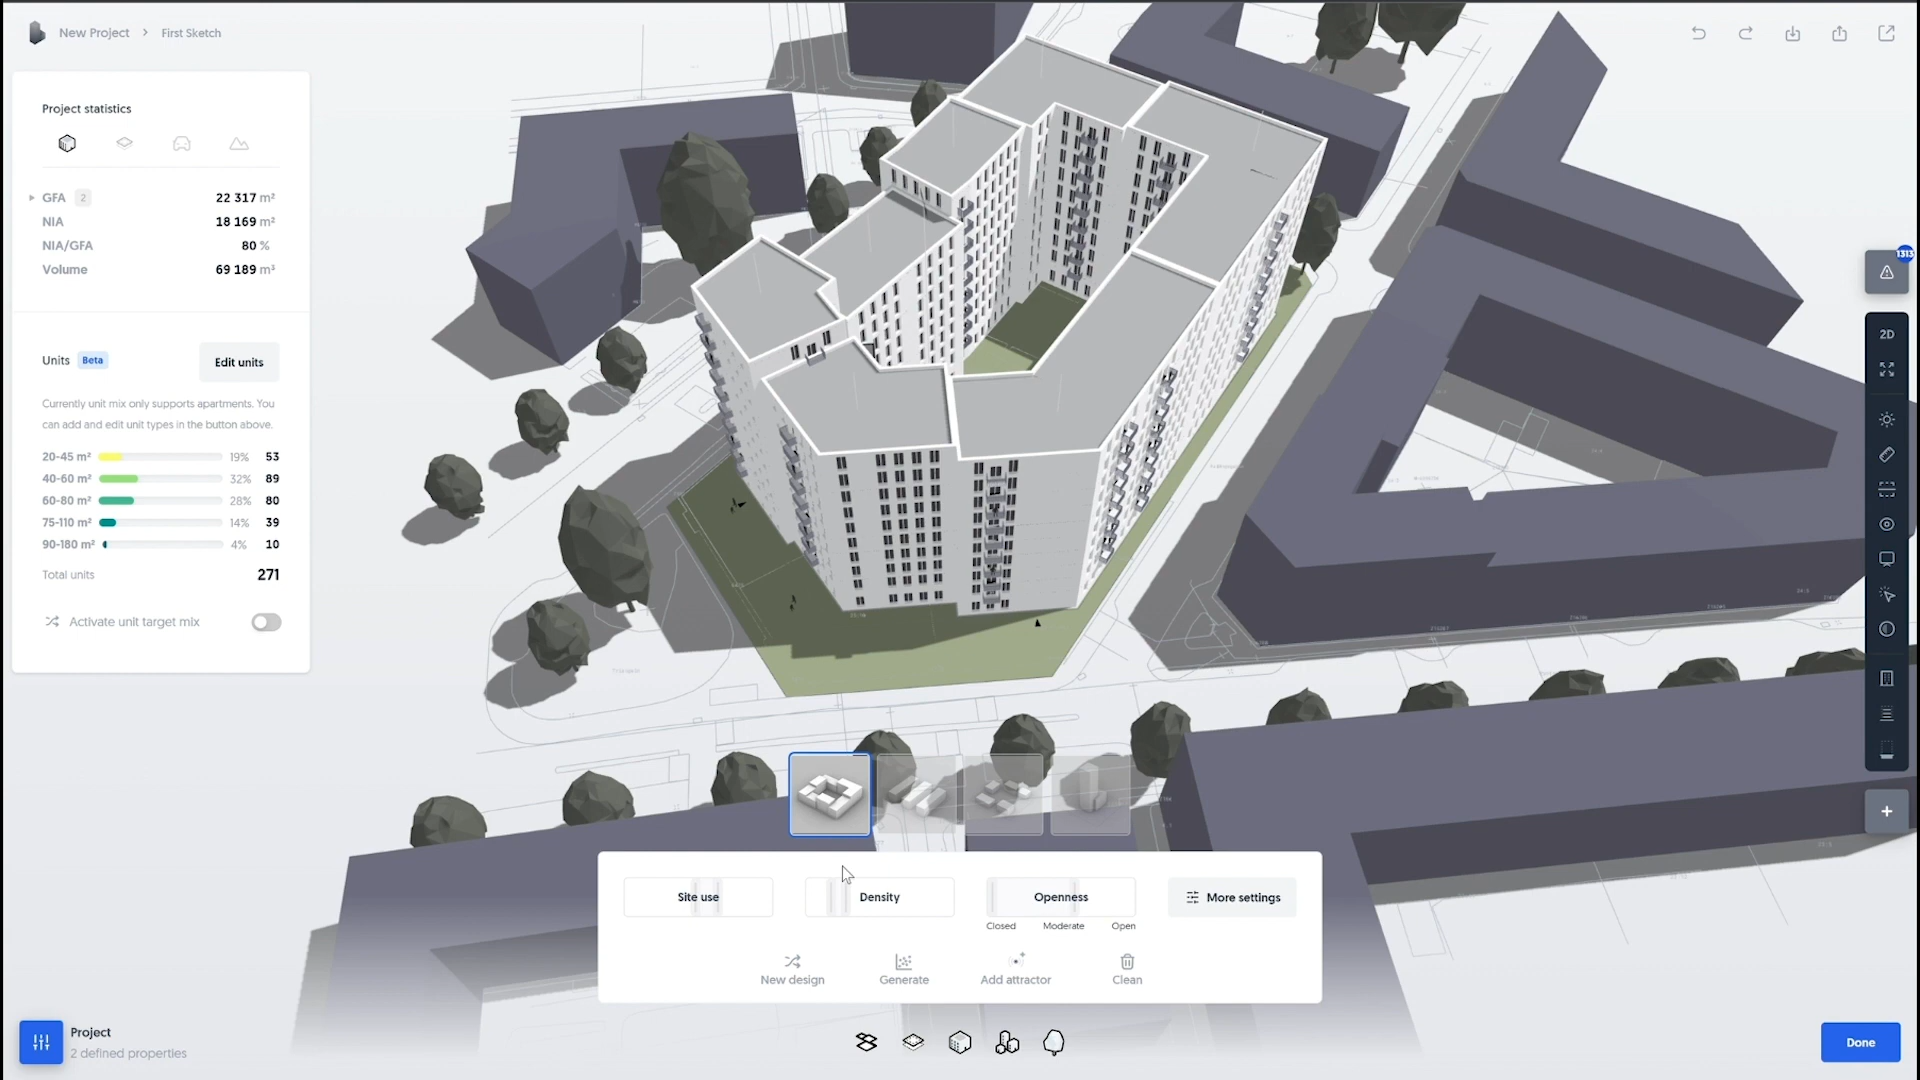 New Project > First Sketch
Project statistics
GFA 2 22 317 m²
NIA 18 169 m²
NIA/GFA 80 %
Volume 69 189 m³
Units Beta Edit units
Currently unit mix only supports apartments. You
can add and edit unit types in the button above.
20-45 m² 19% 53
40-60 m² 32% 89
60-80 m² 28% 80
75-110 m² 14% 39
90-180 m² 4% 10
Total units 271
Activate unit target mix
1313
2D
Site use Density Openness More settings
Closed Moderate Open
New design Generate Add attractor Clean
Project
2 defined properties
Done